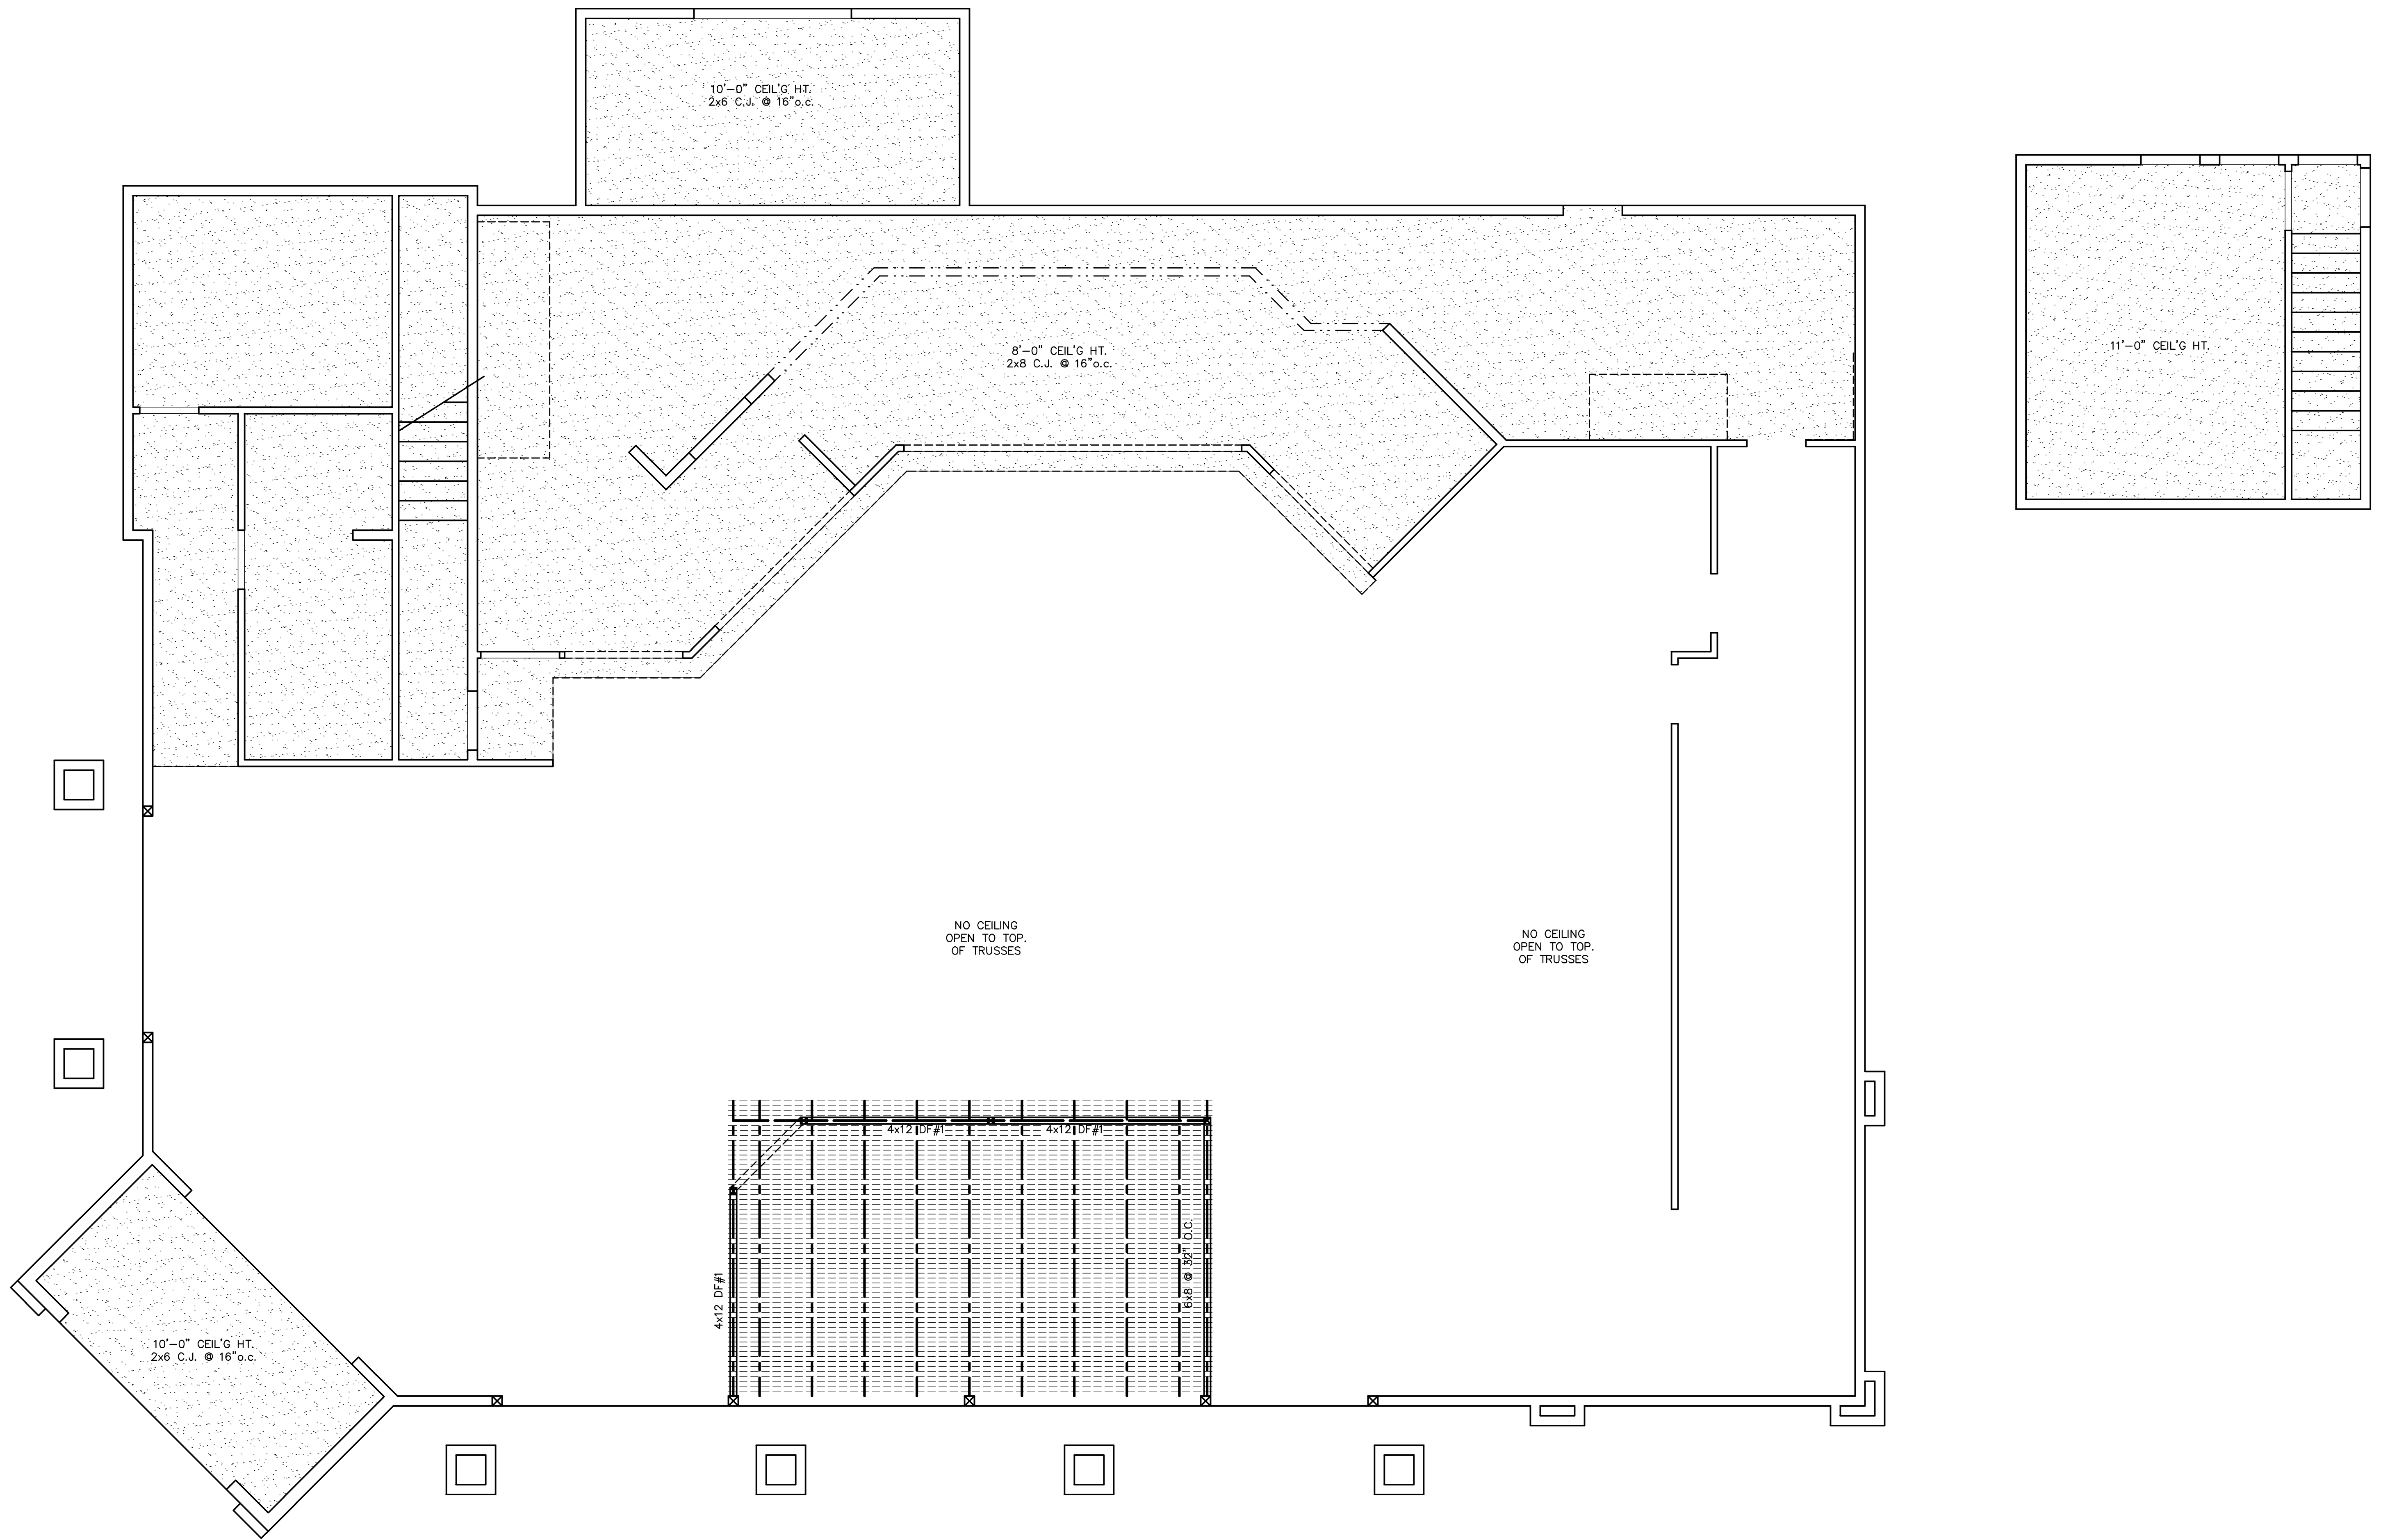 10'-0" CEIL'G HT.
2x6 C.J. @ 16"o.c.
8'-0" CEIL'G HT.
2x8 C.J. @ 16"o.c.
11'-0" CEIL'G HT.
NO CEILING
OPEN TO TOP.
OF TRUSSES
NO CEILING
OPEN TO TOP.
OF TRUSSES
4x12 DF#1
4x12 DF#1
4x12 DF#1
6x8 @ 32" O.C.
10'-0" CEIL'G HT.
2x6 C.J. @ 16"o.c.